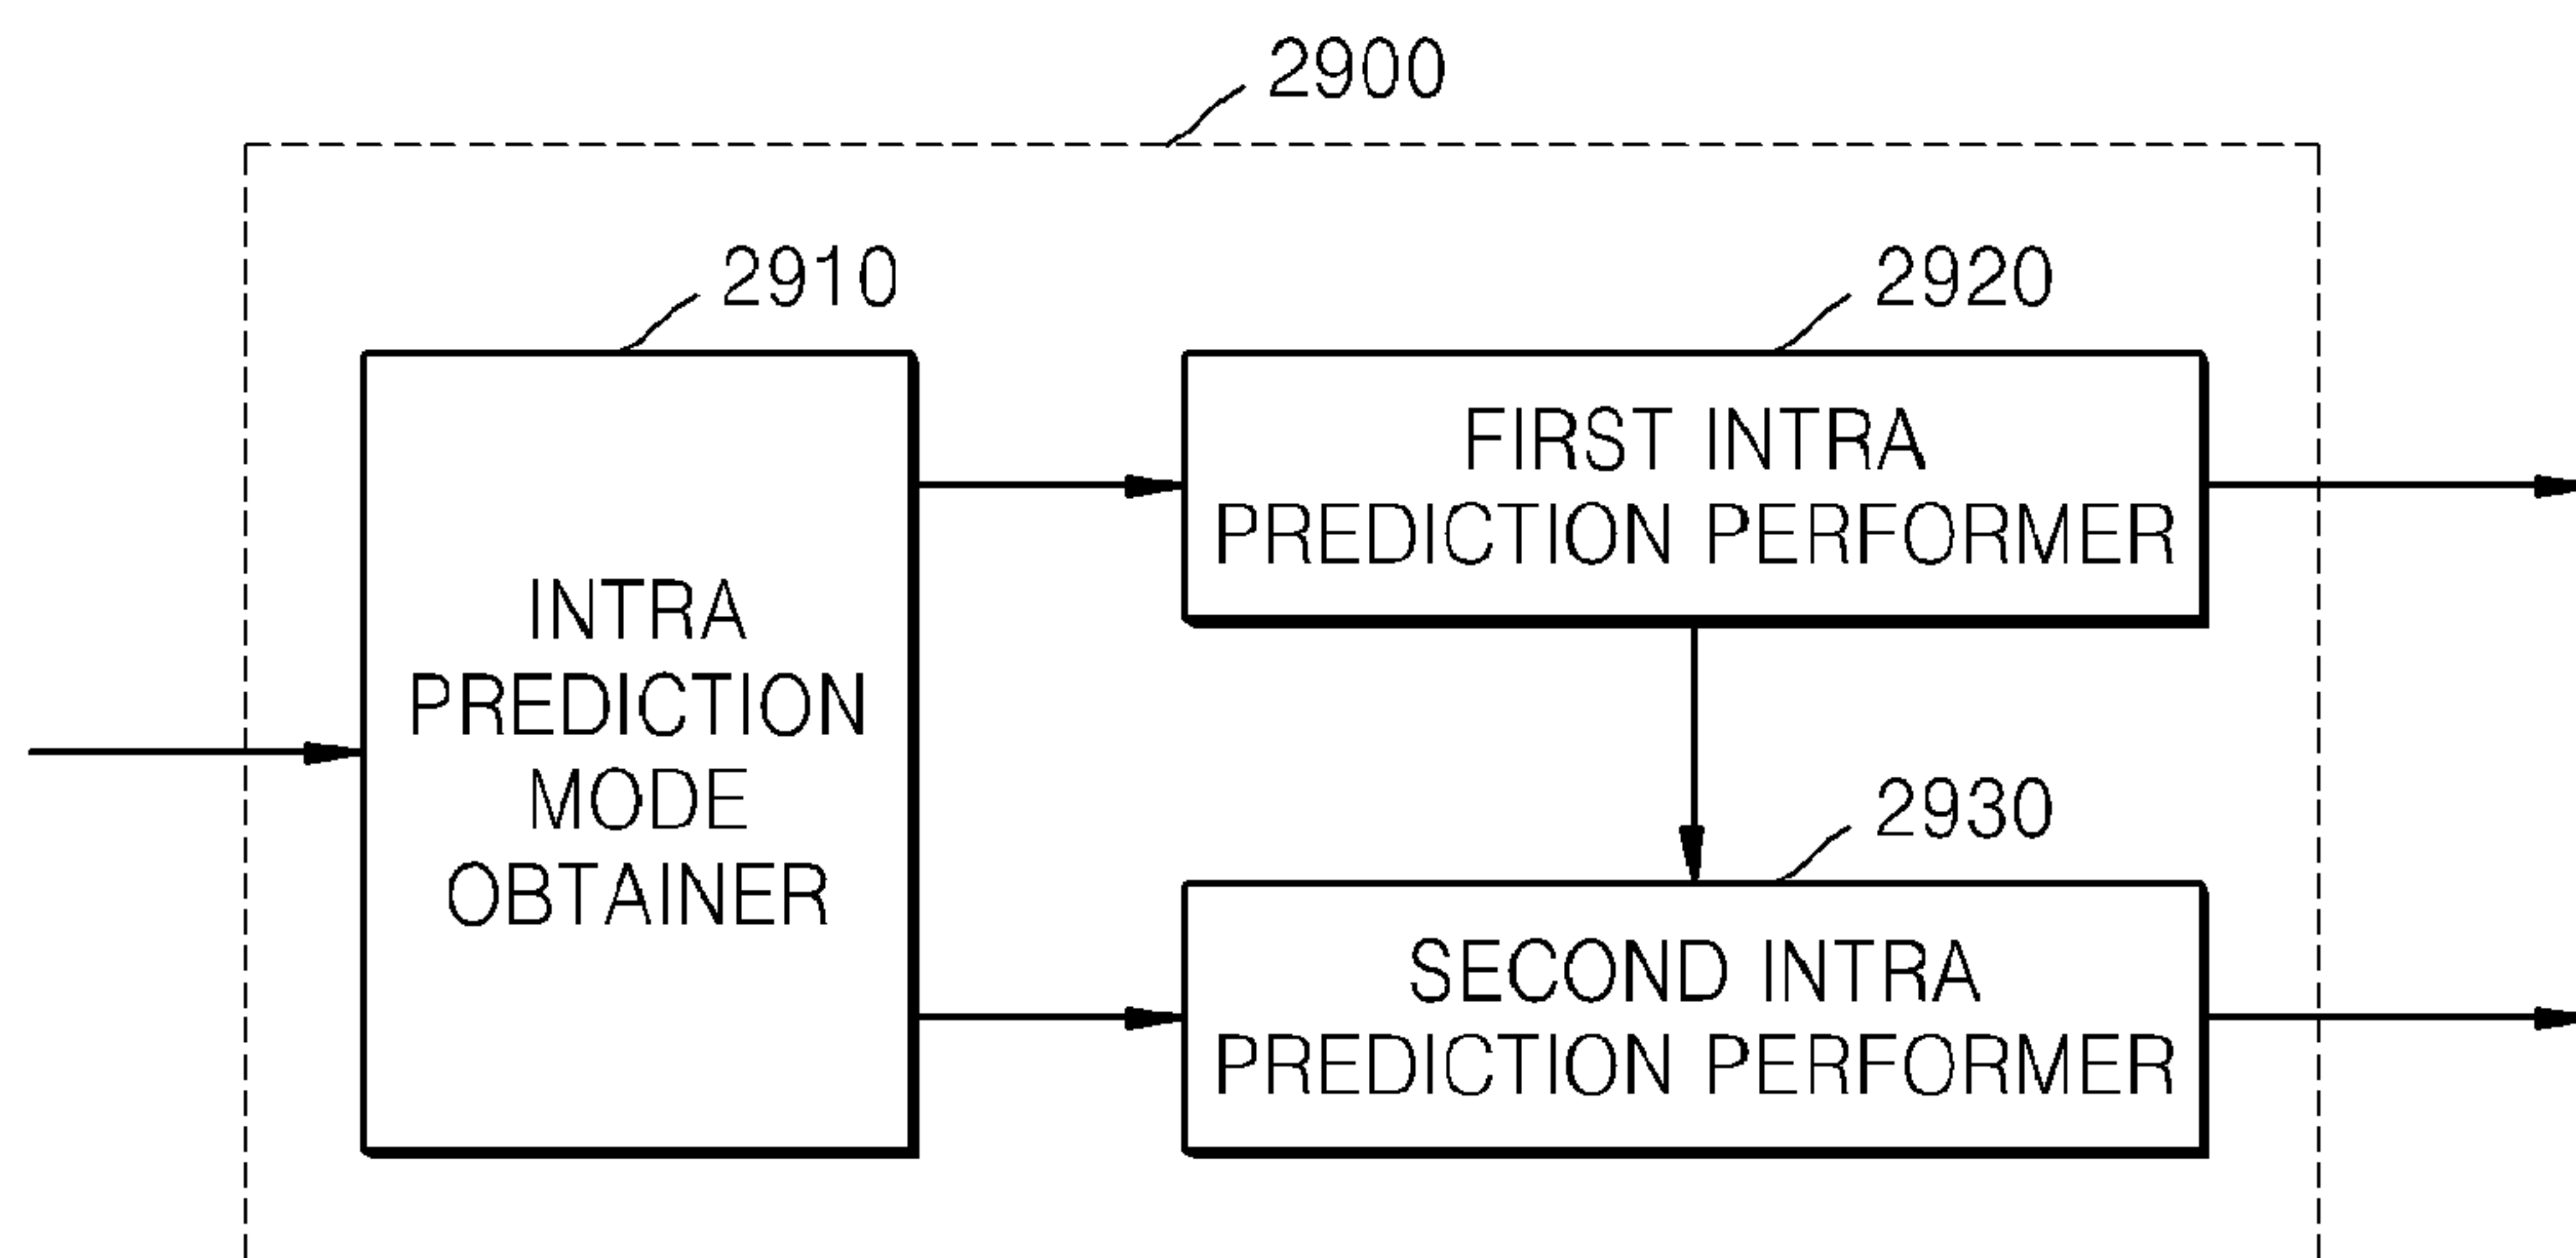 2900
2910
2920
FIRST INTRA
PREDICTION PERFORMER
INTRA
PREDICTION
MODE
OBTAINER
2930
SECOND INTRA
PREDICTION PERFORMER